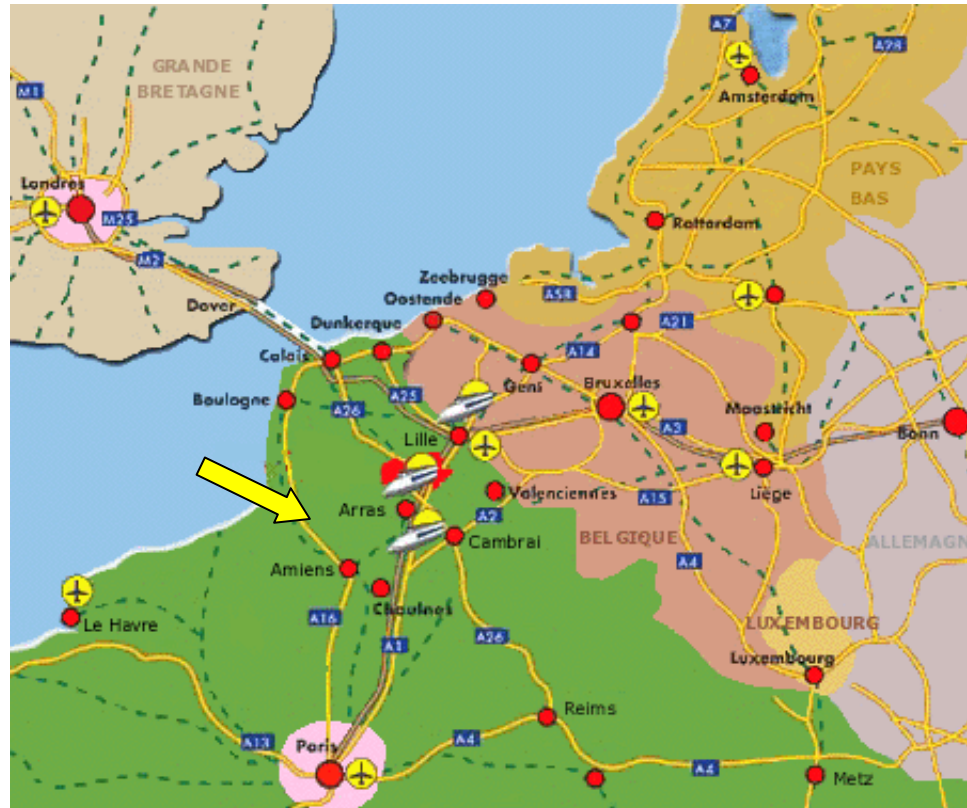 A7
A28
GRANDE
BRETAGNE
M1
Amsterdam
PAYS
BAS
Londres
M25
Rotterdam
M2
Zeebrugge
Dover
Oostende
A58
Dunkerque
A21
Calais
A14
Gent
Bruxelles
Boulogne
A26
A25
Maastricht
Lille
A3
Bonn
Valenciennes
A15
Liège
Arras
A2
Cambrai
BELGIQUE
ALLEMAGN
A4
Amiens
Chaulnes
Le Havre
A16
A1
A26
LUXEMBOURG
Luxembourg
Reims
A13
Paris
A4
A4
Metz